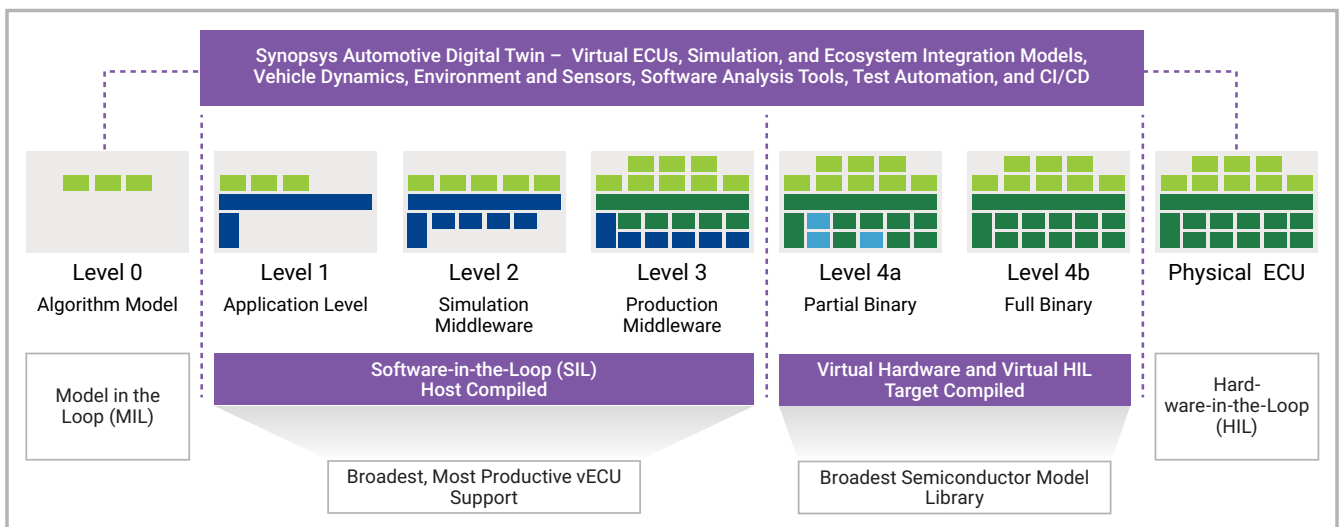 Synopsys Automotive Digital Twin – Virtual ECUs, Simulation, and Ecosystem Integration Models,
Vehicle Dynamics, Environment and Sensors, Software Analysis Tools, Test Automation, and CI/CD
Level 0
Algorithm Model
Level 1
Application Level
Level 2
Simulation
Middleware
Level 3
Production
Middleware
Level 4a
Partial Binary
Level 4b
Full Binary
Physical ECU
Model in the
Loop (MIL)
Software-in-the-Loop (SIL)
Host Compiled
Virtual Hardware and Virtual HIL
Target Compiled
Hard-
ware-in-the-Loop
(HIL)
Broadest, Most Productive vECU
Support
Broadest Semiconductor Model
Library